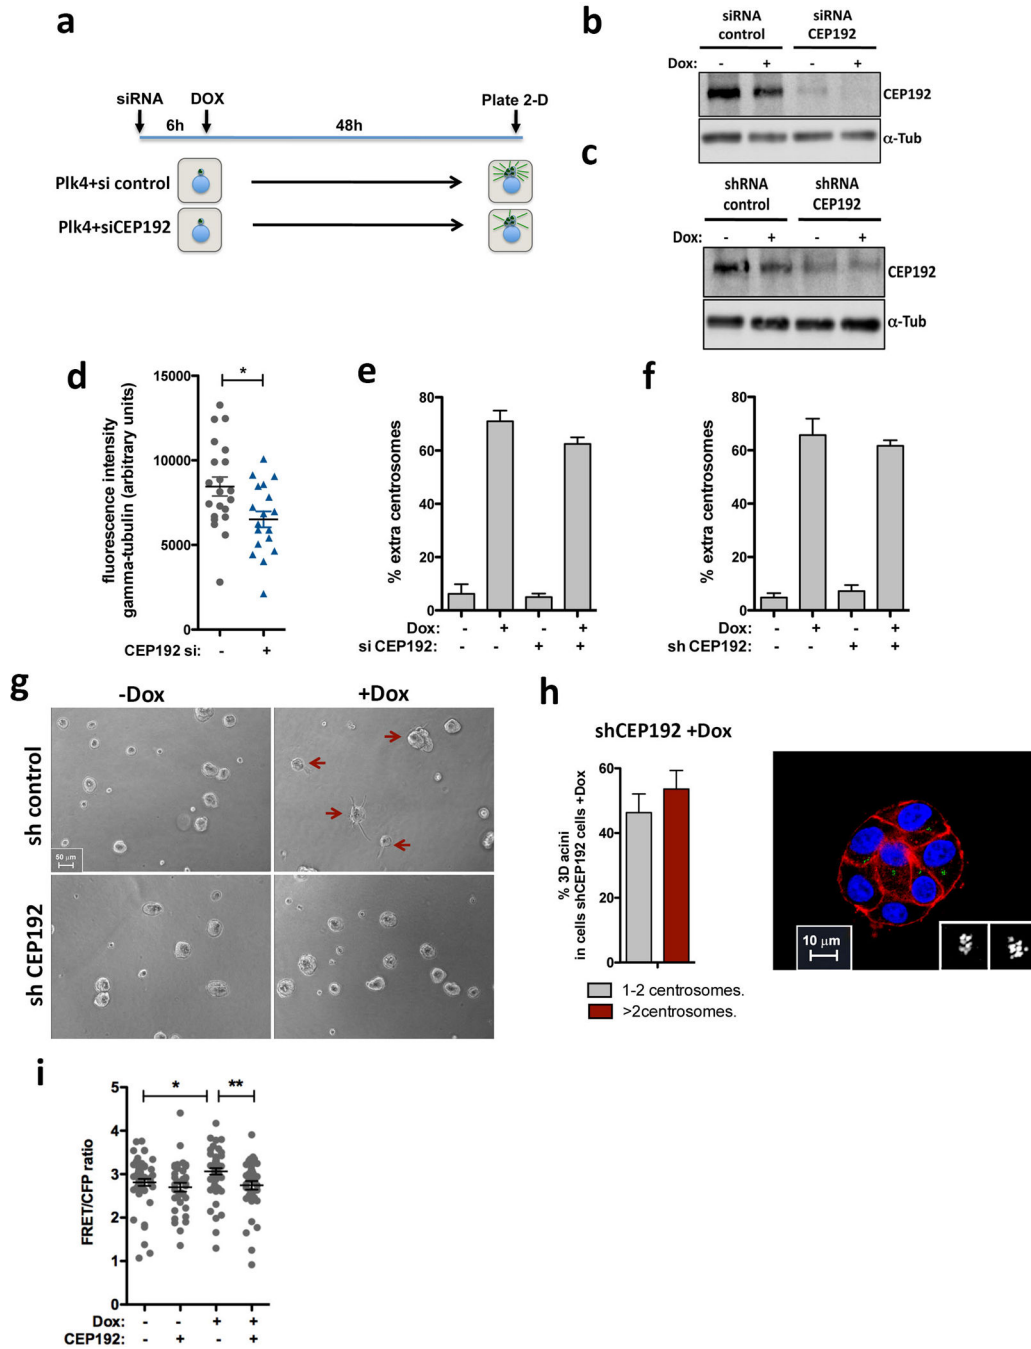 a
siRNA DOX Plate 2-D
6h 48h
Plk4+si control
Plk4+siCEP192
b
siRNA control siRNA CEP192
Dox: - + - +
CEP192
α-Tub
c
shRNA control shRNA CEP192
Dox: - + - +
CEP192
α-Tub
d
fluorescence intensity
gamma-tubulin (arbitrary units)
15000
10000
5000
0
*
CEP192 si: - +
e
% extra centrosomes
80
60
40
20
0
Dox: - + - +
si CEP192: - - + +
f
% extra centrosomes
80
60
40
20
0
Dox: - + - +
sh CEP192: - - + +
g
-Dox +Dox
sh control
50 μm
sh CEP192
h
shCEP192 +Dox
% 3D acini
in cells shCEP192 cells +Dox
60
40
20
0
1-2 centrosomes.
>2centrosomes.
10 μm
i
FRET/CFP ratio
5
4
3
2
1
0
* **
Dox: - - + +
CEP192: - + - +